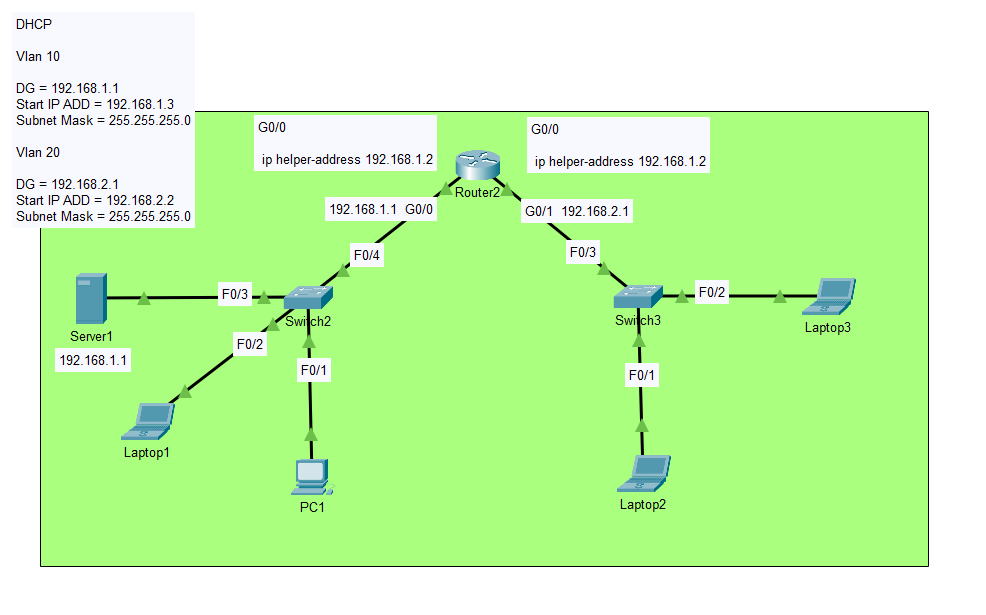 DHCP
Vlan 10
DG = 192.168.1.1
Start IP ADD = 192.168.1.3
Subnet Mask = 255.255.255.0
Vlan 20
DG = 192.168.2.1
Start IP ADD = 192.168.2.2
Subnet Mask = 255.255.255.0
G0/0
ip helper-address 192.168.1.2
G0/0
ip helper-address 192.168.1.2
Router2
192.168.1.1 G0/0
G0/1 192.168.2.1
F0/4
F0/3
F0/3
Switch2
F0/2
Switch3
Server1
192.168.1.1
F0/2
F0/1
F0/1
Laptop3
Laptop1
PC1
Laptop2